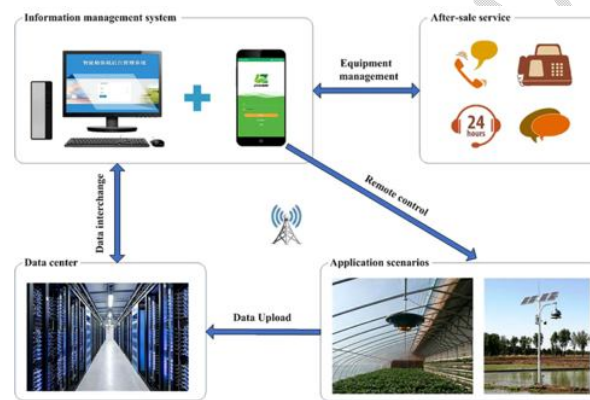 Information management system
After-sale service
Equipment
management
24
hours
Remote control
Data interchange
Data center
Application scenarios
Data Upload